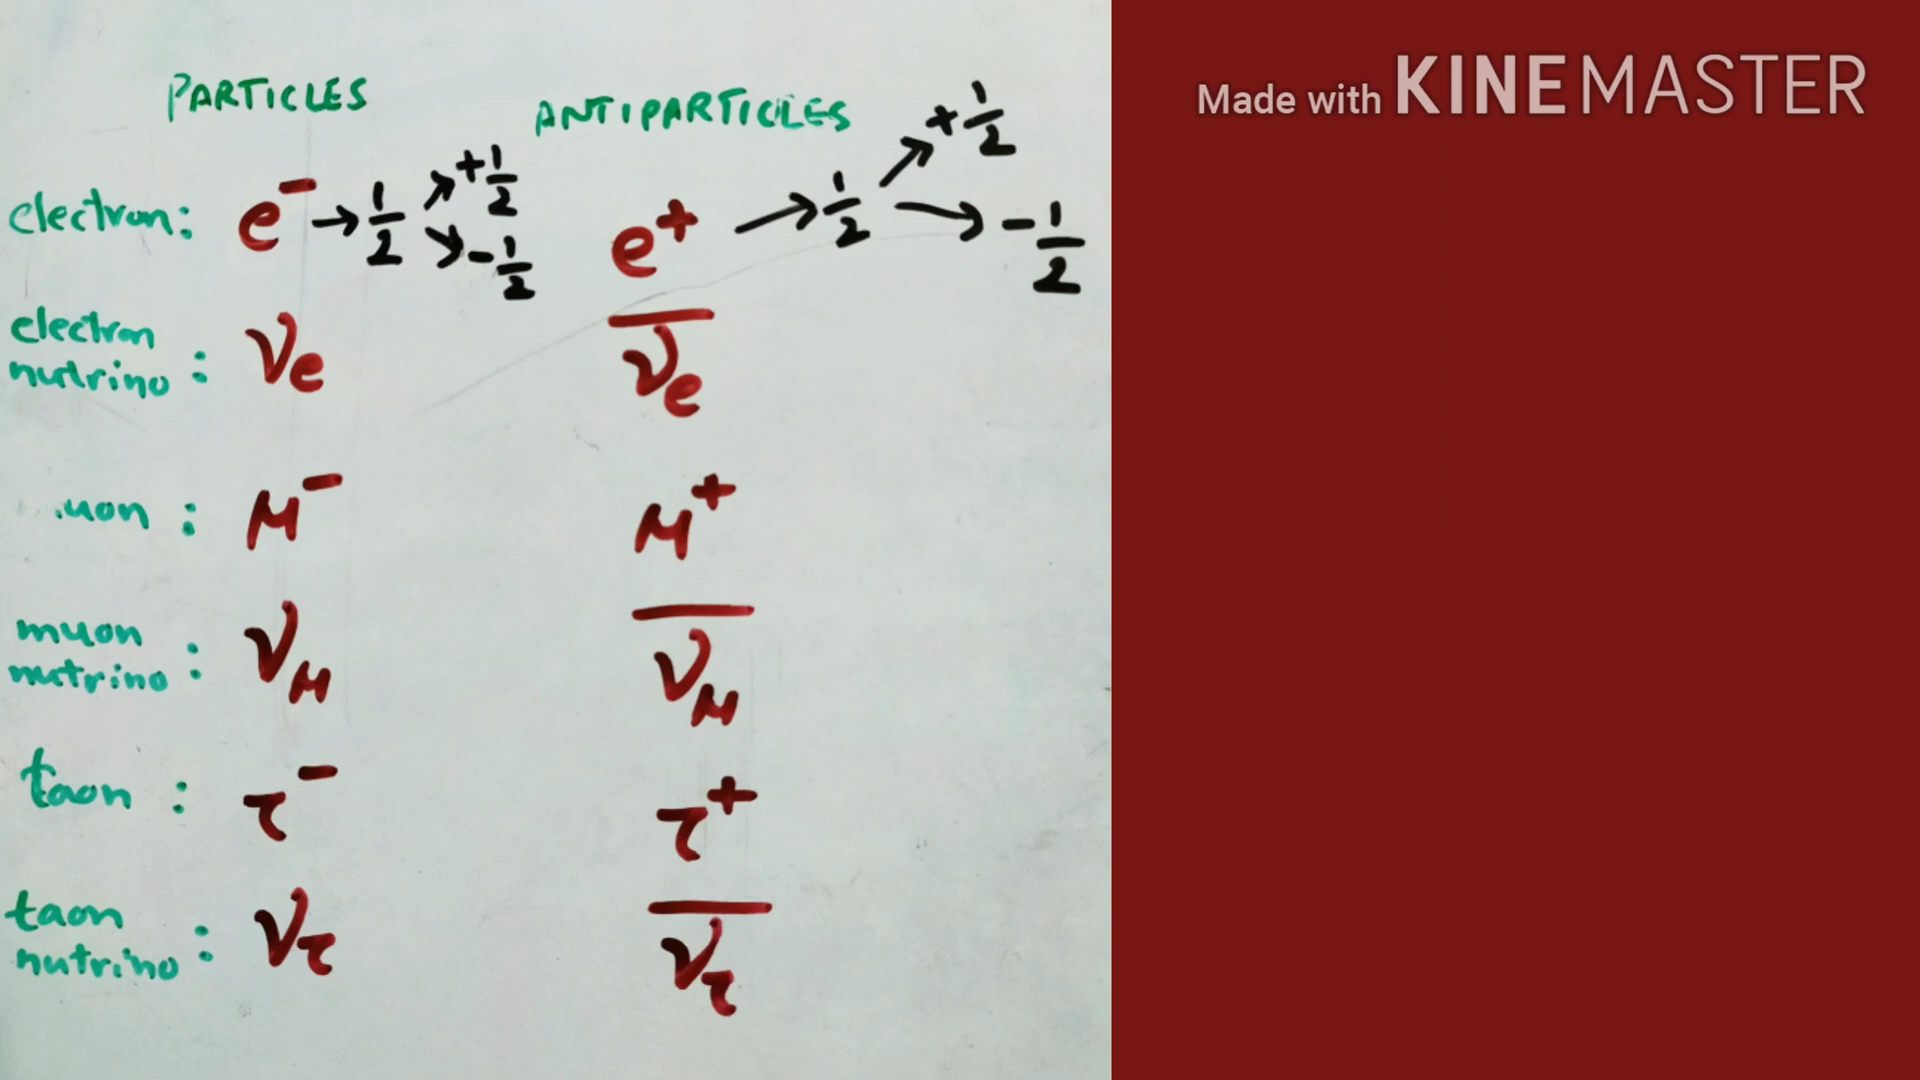 PARTICLES ANTIPARTICLES
electron: e⁻ → 1/2 ↗ +1/2 ↘ -1/2 e⁺ → 1/2 ↗ +1/2 → -1/2
electron
nutrino : νe ν̅e
uon : μ⁻ μ⁺
muon
nutrino : νμ ν̅μ
taon : τ⁻ τ⁺
taon
nutrino : ντ ν̅τ
Made with KINEMASTER